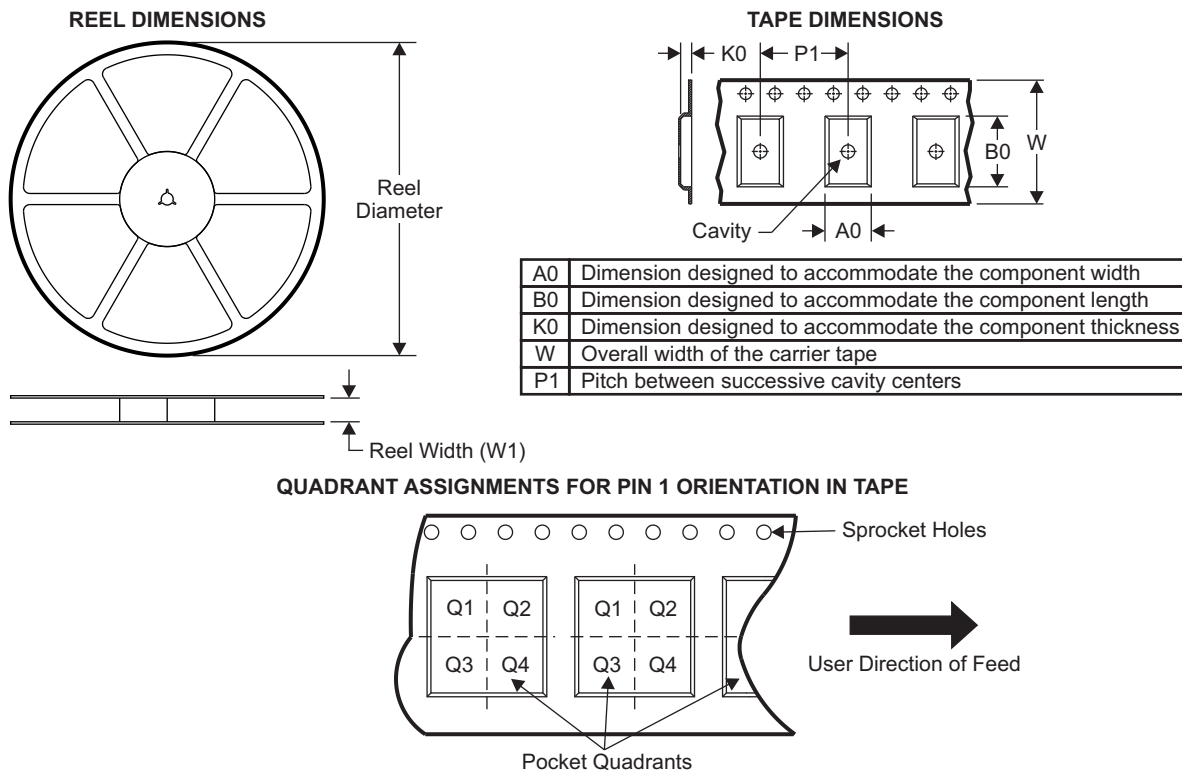 REEL DIMENSIONS
Reel
Diameter
Reel Width (W1)
TAPE DIMENSIONS
K0
P1
B0
W
Cavity
A0
A0 Dimension designed to accommodate the component width
B0 Dimension designed to accommodate the component length
K0 Dimension designed to accommodate the component thickness
W Overall width of the carrier tape
P1 Pitch between successive cavity centers
QUADRANT ASSIGNMENTS FOR PIN 1 ORIENTATION IN TAPE
Sprocket Holes
Q1 Q2 Q1 Q2
Q3 Q4 Q3 Q4
User Direction of Feed
Pocket Quadrants